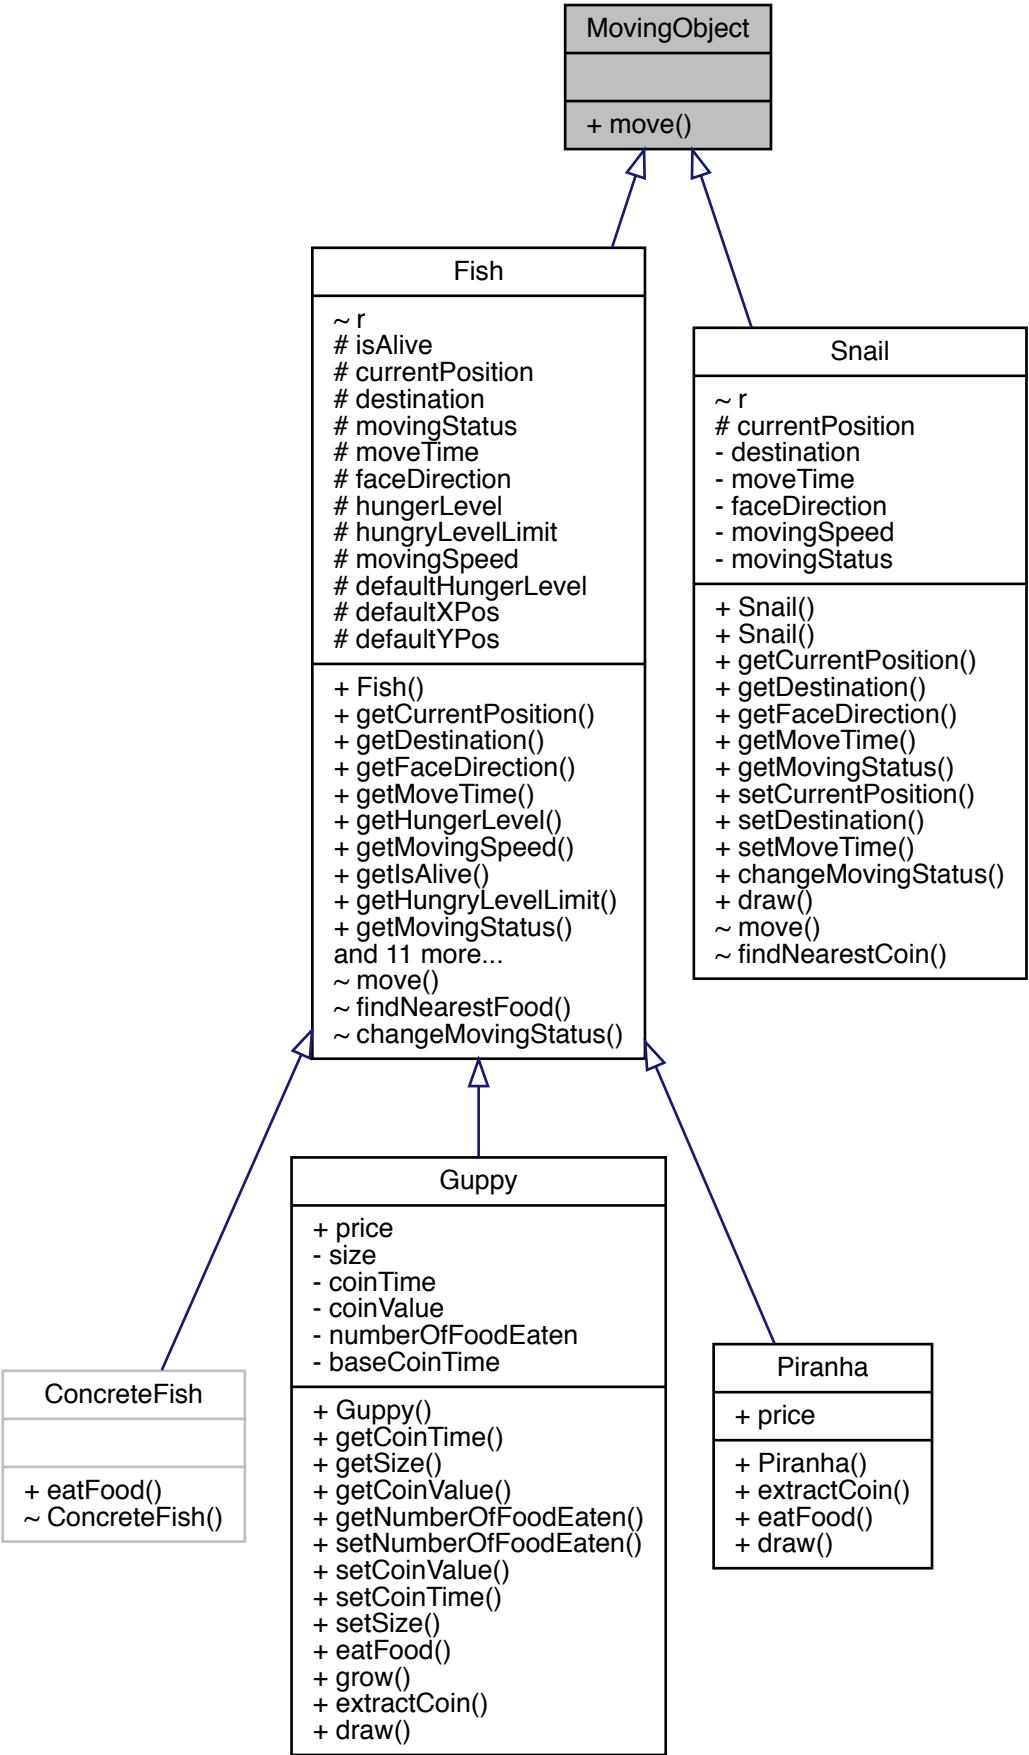 MovingObject
+ move()
Fish
~ r
# isAlive
# currentPosition
# destination
# movingStatus
# moveTime
# faceDirection
# hungerLevel
# hungryLevelLimit
# movingSpeed
# defaultHungerLevel
# defaultXPos
# defaultYPos
+ Fish()
+ getCurrentPosition()
+ getDestination()
+ getFaceDirection()
+ getMoveTime()
+ getHungerLevel()
+ getMovingSpeed()
+ getIsAlive()
+ getHungryLevelLimit()
+ getMovingStatus()
and 11 more...
~ move()
~ findNearestFood()
~ changeMovingStatus()
Snail
~ r
# currentPosition
- destination
- moveTime
- faceDirection
- movingSpeed
- movingStatus
+ Snail()
+ Snail()
+ getCurrentPosition()
+ getDestination()
+ getFaceDirection()
+ getMoveTime()
+ getMovingStatus()
+ setCurrentPosition()
+ setDestination()
+ setMoveTime()
+ changeMovingStatus()
+ draw()
~ move()
~ findNearestCoin()
ConcreteFish
+ eatFood()
~ ConcreteFish()
Guppy
+ price
- size
- coinTime
- coinValue
- numberOfFoodEaten
- baseCoinTime
+ Guppy()
+ getCoinTime()
+ getSize()
+ getCoinValue()
+ getNumberOfFoodEaten()
+ setNumberOfFoodEaten()
+ setCoinValue()
+ setCoinTime()
+ setSize()
+ eatFood()
+ grow()
+ extractCoin()
+ draw()
Piranha
+ price
+ Piranha()
+ extractCoin()
+ eatFood()
+ draw()